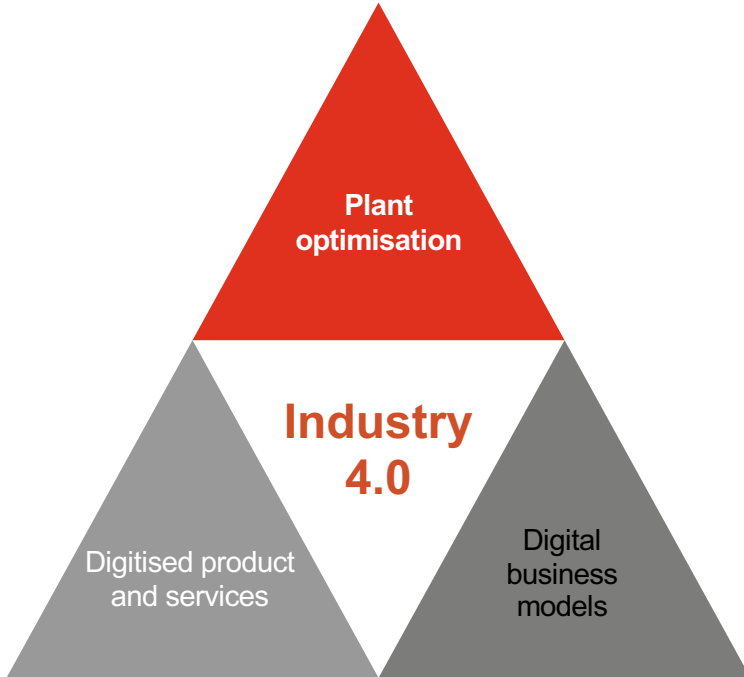 Plant
optimisation
Industry
4.0
Digitised product
and services
Digital
business
models